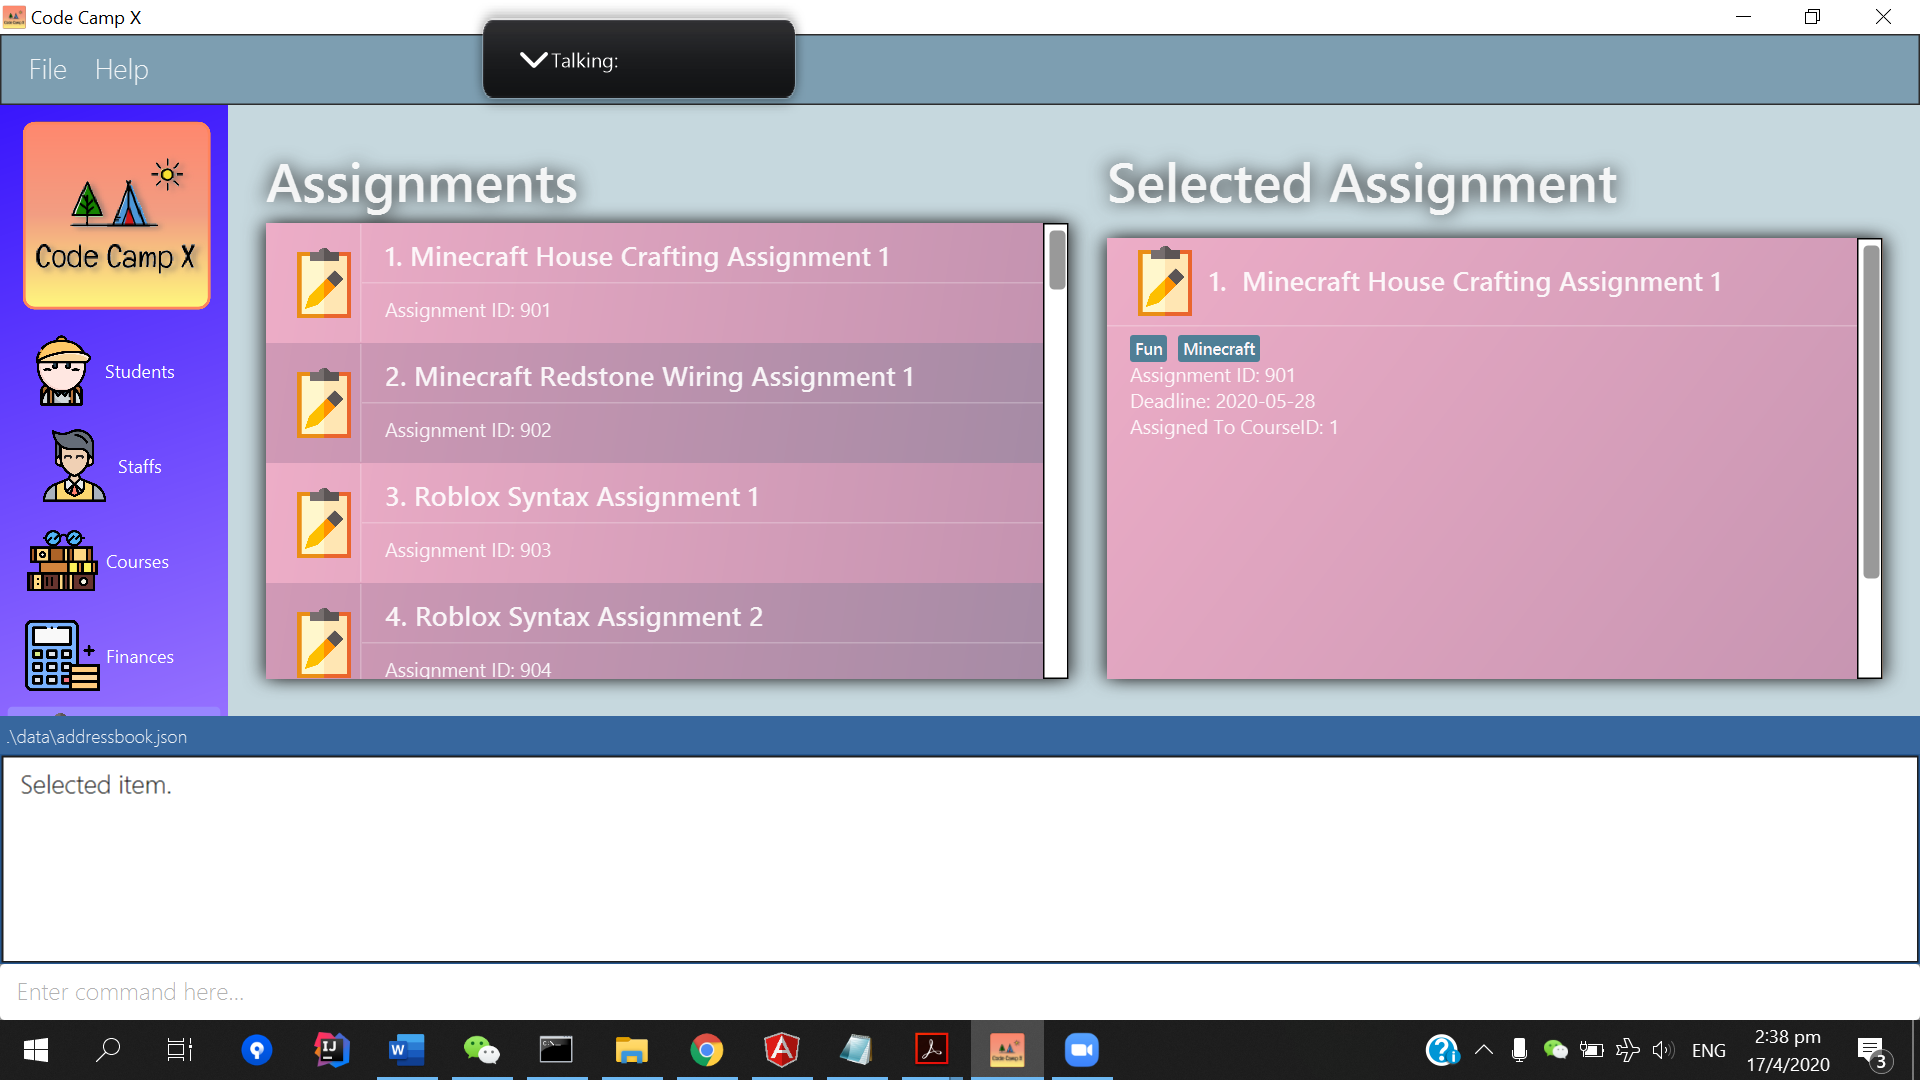 Code Camp X
Talking:
File Help
Code Camp X
Students
Staffs
Courses
Finances
Assignments
1. Minecraft House Crafting Assignment 1
Assignment ID: 901
2. Minecraft Redstone Wiring Assignment 1
Assignment ID: 902
3. Roblox Syntax Assignment 1
Assignment ID: 903
4. Roblox Syntax Assignment 2
Assignment ID: 904
Selected Assignment
1. Minecraft House Crafting Assignment 1
Fun Minecraft
Assignment ID: 901
Deadline: 2020-05-28
Assigned To CourseID: 1
.\data\addressbook.json
Selected item.
Enter command here...
ENG
2:38 pm
17/4/2020
3